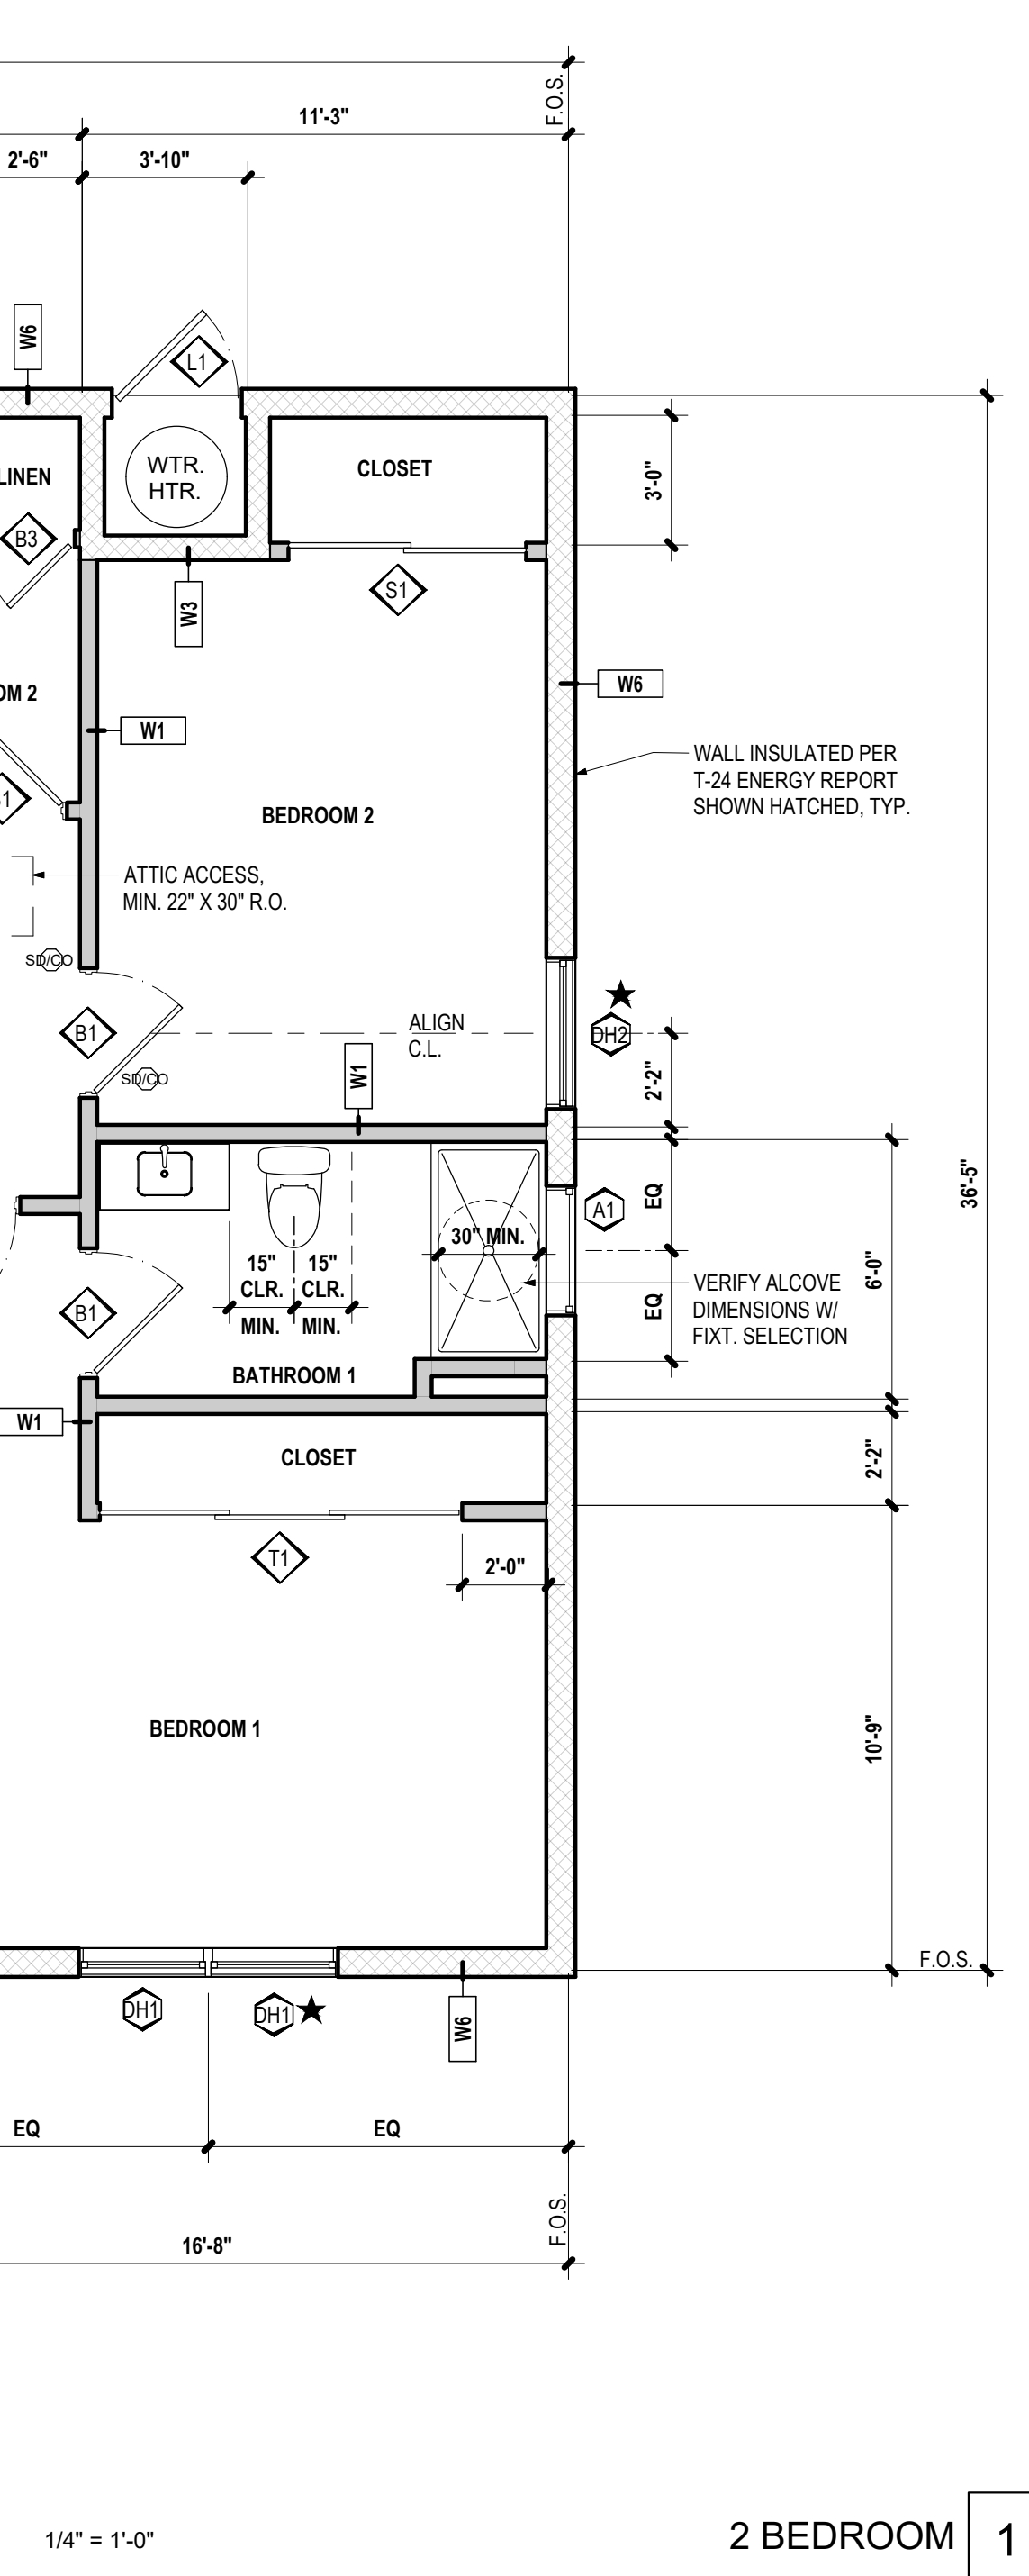 F.O.S.
11'-3"
2'-6"
3'-10"
W6
L1
WTR.
HTR.
CLOSET
LINEN
3'-0"
B3
S1
W3
W6
OM 2
W1
WALL INSULATED PER
T-24 ENERGY REPORT
SHOWN HATCHED, TYP.
1
BEDROOM 2
ATTIC ACCESS,
MIN. 22" X 30" R.O.
SD/CO
B1
ALIGN
C.L.
DH2
SD/CO
W1
2'-2"
36'-5"
EQ
A1
30" MIN.
15"
CLR.
MIN.
15"
CLR.
MIN.
6'-0"
EQ
VERIFY ALCOVE
DIMENSIONS W/
FIXT. SELECTION
B1
BATHROOM 1
W1
CLOSET
2'-2"
T1
2'-0"
BEDROOM 1
10'-9"
F.O.S.
DH1
DH1
W6
EQ
EQ
F.O.S.
16'-8"
1/4" = 1'-0"
2 BEDROOM
1